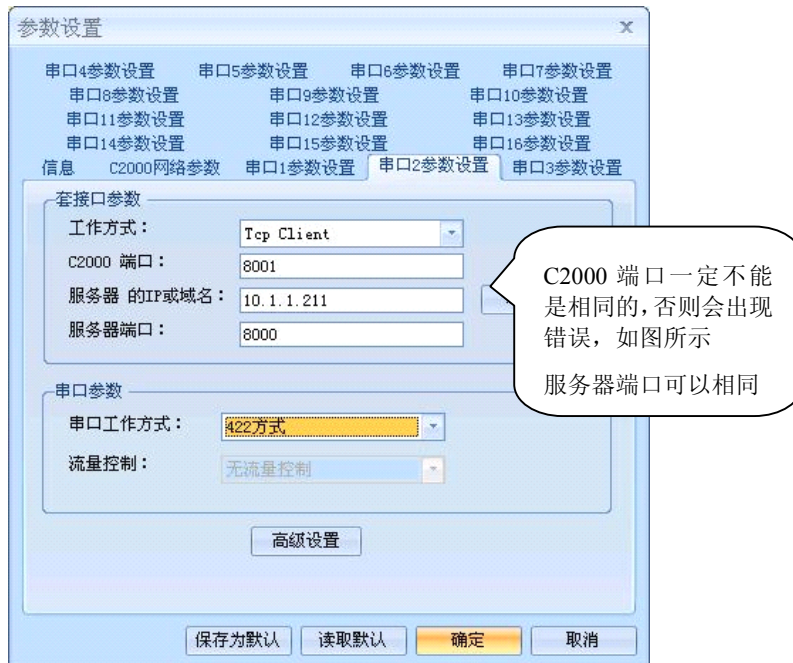 参数设置
串口4参数设置 串口5参数设置 串口6参数设置 串口7参数设置
串口8参数设置 串口9参数设置 串口10参数设置
串口11参数设置 串口12参数设置 串口13参数设置
串口14参数设置 串口15参数设置 串口16参数设置
信息 C2000网络参数 串口1参数设置 串口2参数设置 串口3参数设置
套接口参数
工作方式： Tcp Client
C2000 端口： 8001
服务器 的IP或域名： 10.1.1.211
服务器端口： 8000
C2000 端口一定不能
是相同的，否则会出现
错误，如图所示
服务器端口可以相同
串口参数
串口工作方式： 422方式
流量控制： 无流量控制
高级设置
保存为默认 读取默认 确定 取消